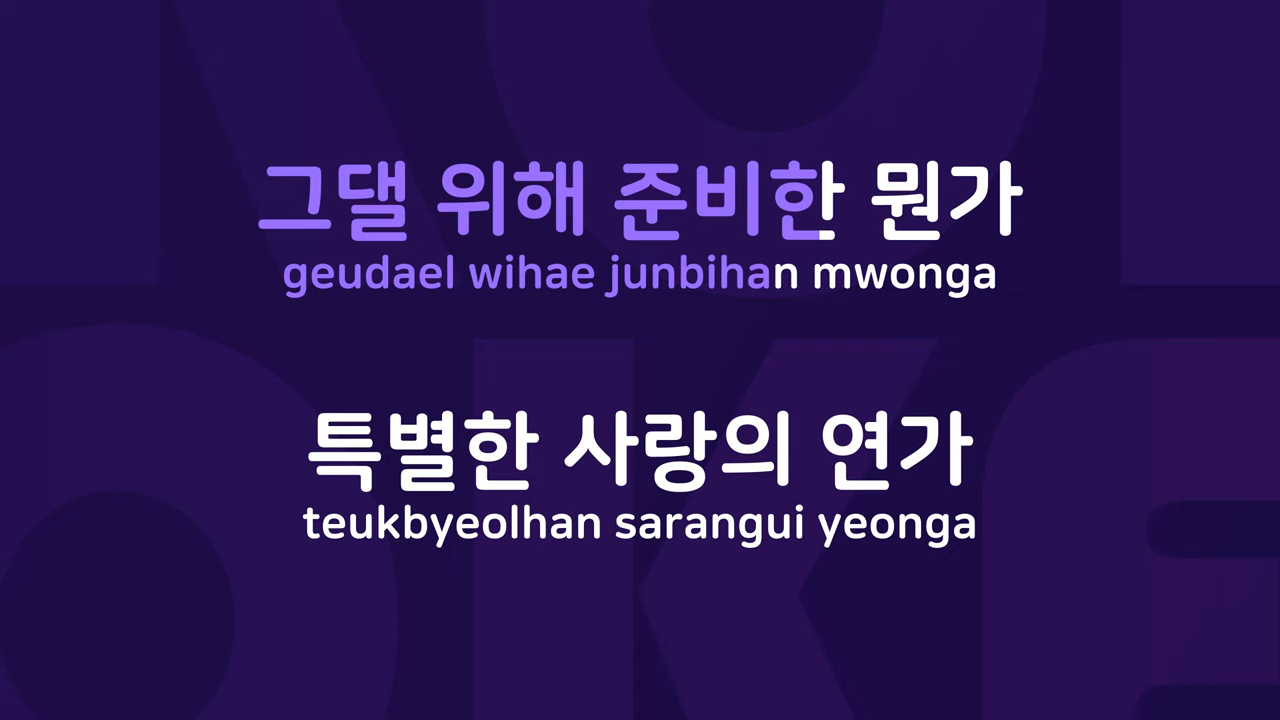 그댈 위해 준비한 뭔가
geudael wihae junbihan mwonga
특별한 사랑의 연가
teukbyeolhan sarangui yeonga